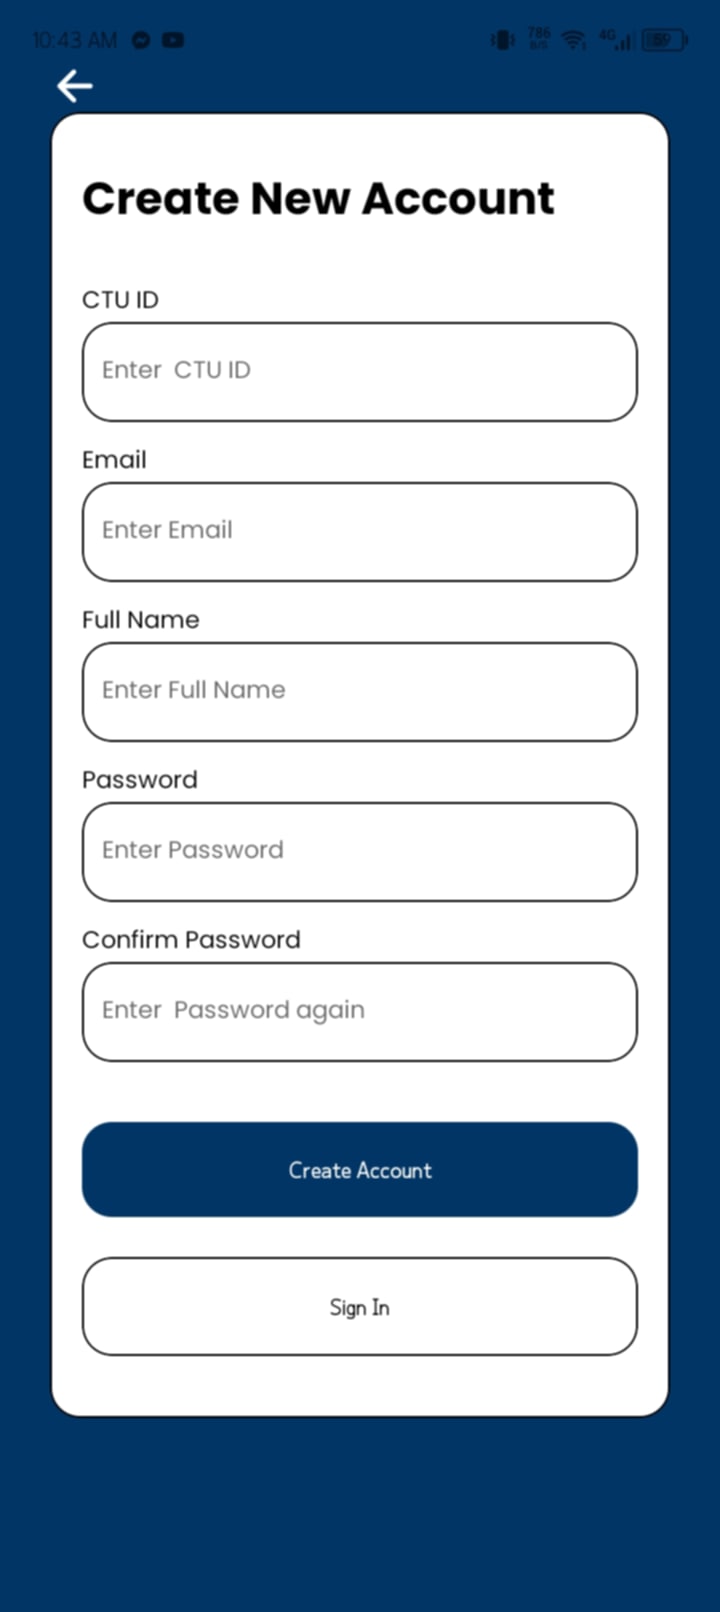 10:43 AM 786 B/S 4G 59
Create New Account
CTU ID
Enter  CTU ID
Email
Enter Email
Full Name
Enter Full Name
Password
Enter Password
Confirm Password
Enter  Password again
Create Account
Sign In